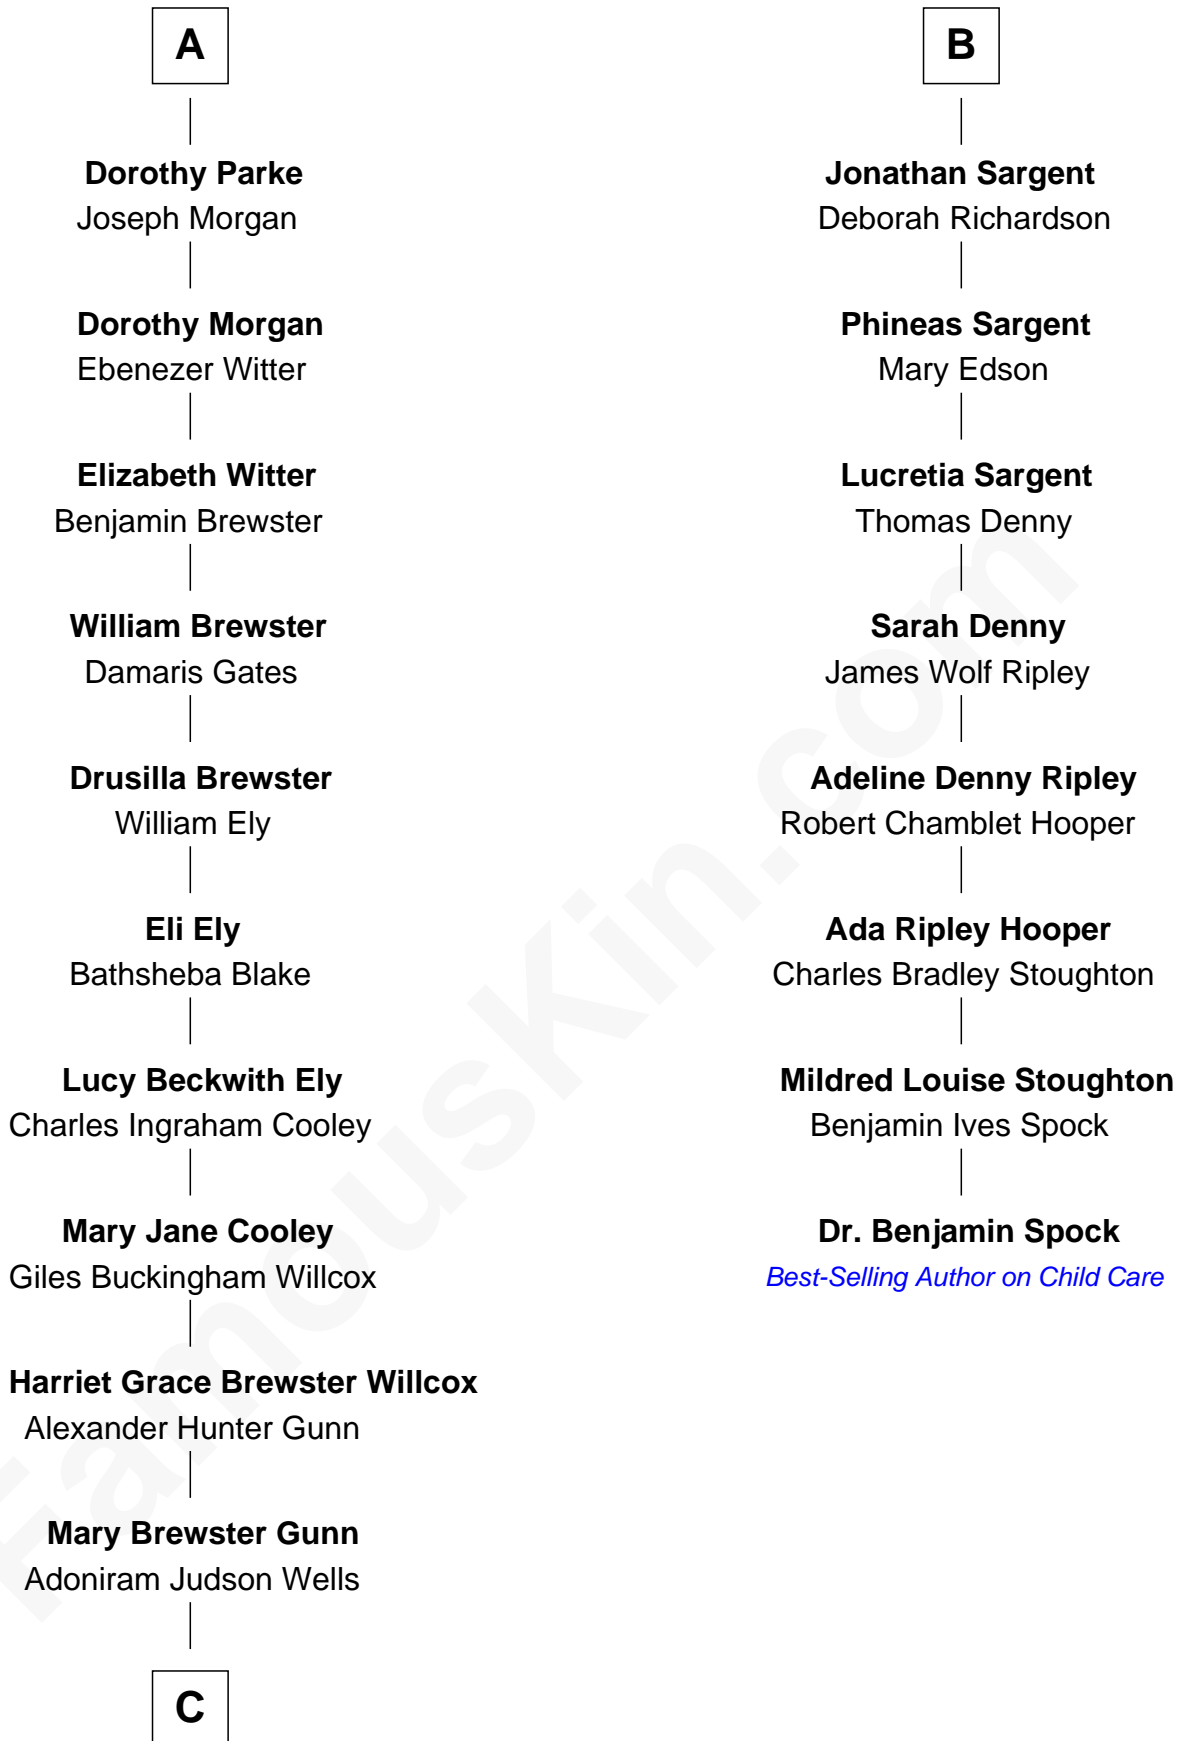 A
Dorothy Parke
Joseph Morgan
Dorothy Morgan
Ebenezer Witter
Elizabeth Witter
Benjamin Brewster
William Brewster
Damaris Gates
Drusilla Brewster
William Ely
Eli Ely
Bathsheba Blake
Lucy Beckwith Ely
Charles Ingraham Cooley
Mary Jane Cooley
Giles Buckingham Willcox
Harriet Grace Brewster Willcox
Alexander Hunter Gunn
Mary Brewster Gunn
Adoniram Judson Wells
C
B
Jonathan Sargent
Deborah Richardson
Phineas Sargent
Mary Edson
Lucretia Sargent
Thomas Denny
Sarah Denny
James Wolf Ripley
Adeline Denny Ripley
Robert Chamblet Hooper
Ada Ripley Hooper
Charles Bradley Stoughton
Mildred Louise Stoughton
Benjamin Ives Spock
Dr. Benjamin Spock
Best-Selling Author on Child Care
FamousKin.com